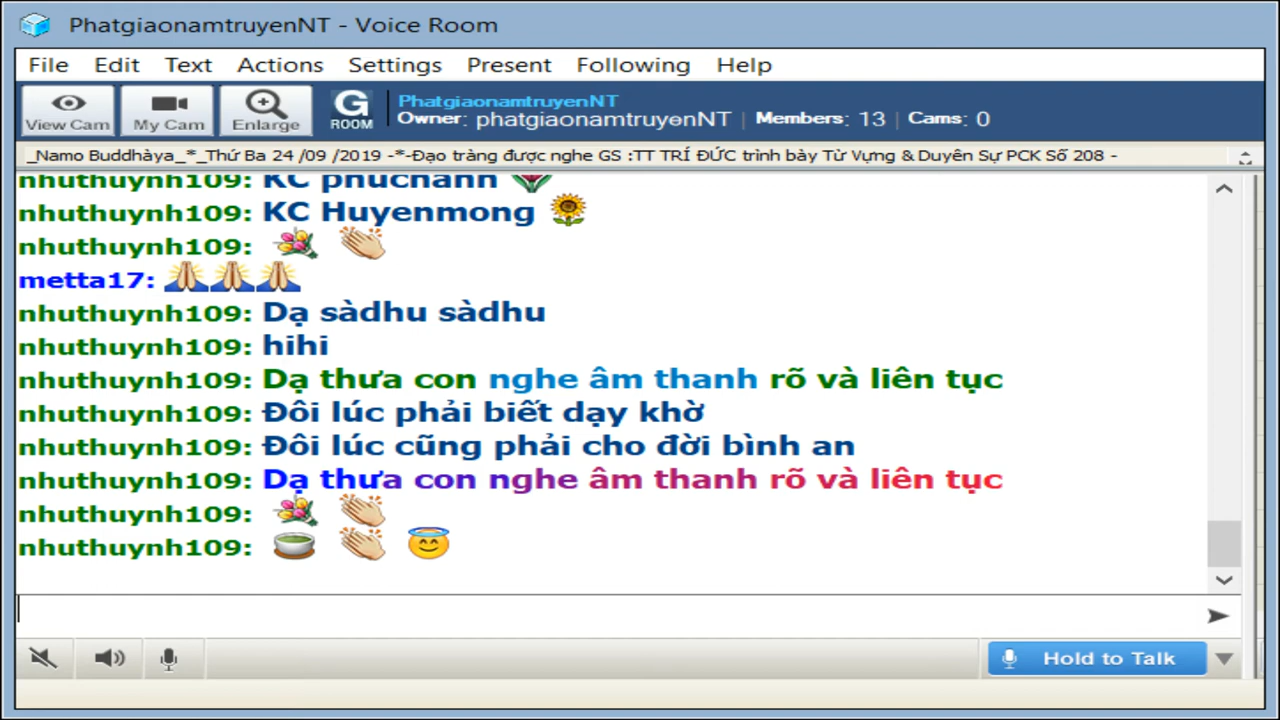 PhatgiaonamtruyenNT - Voice Room
File Edit Text Actions Settings Present Following Help
View Cam My Cam Enlarge G ROOM
PhatgiaonamtruyenNT
Owner: phatgiaonamtruyenNT | Members: 13 | Cams: 0
_Namo Buddhàya_*_Thứ Ba 24 /09 /2019 -*-Đạo tràng được nghe GS :TT TRÍ ĐỨC trình bày Từ Vựng & Duyên Sự PCK Số 208 -
nhuthuynh109: KC phuchanh
nhuthuynh109: KC Huyenmong 🌻
nhuthuynh109: 💐 👏
metta17: 🙏🙏🙏
nhuthuynh109: Dạ sàdhu sàdhu
nhuthuynh109: hihi
nhuthuynh109: Dạ thưa con nghe âm thanh rõ và liên tục
nhuthuynh109: Đôi lúc phải biết dạy khờ
nhuthuynh109: Đôi lúc cũng phải cho đời bình an
nhuthuynh109: Dạ thưa con nghe âm thanh rõ và liên tục
nhuthuynh109: 💐 👏
nhuthuynh109: 🍵 👏 😇
Hold to Talk